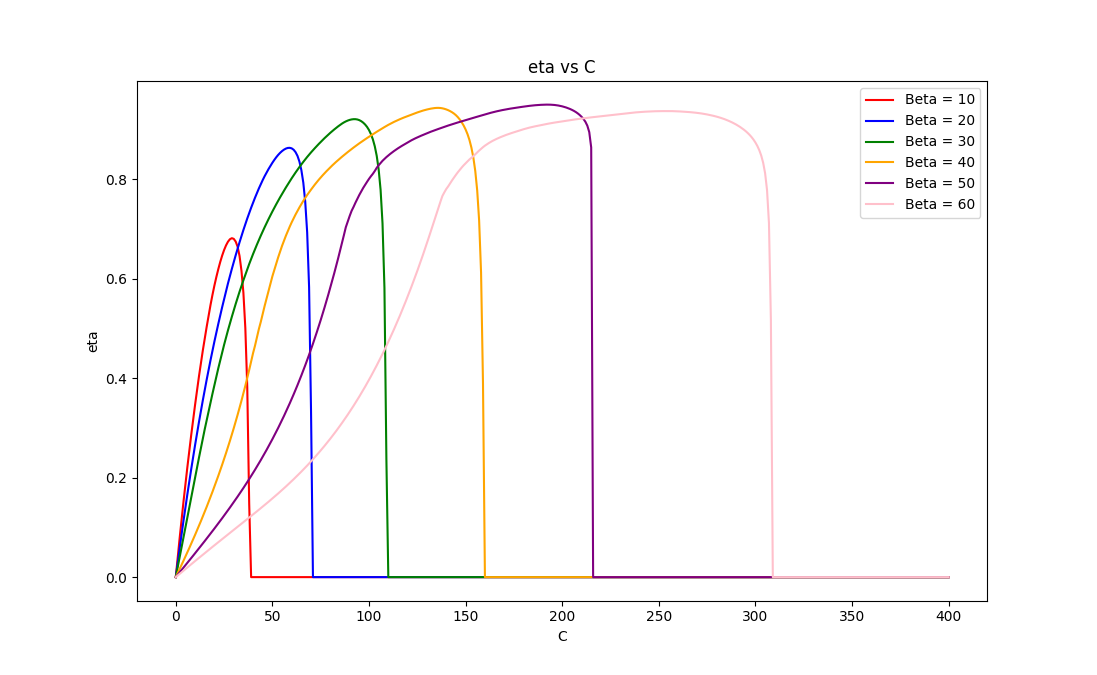 eta vs C
Beta = 10
Beta = 20
Beta = 30
Beta = 40
Beta = 50
Beta = 60
0.8
0.6
0.4
0.2
0.0
eta
0 50 100 150 200 250 300 350 400
C